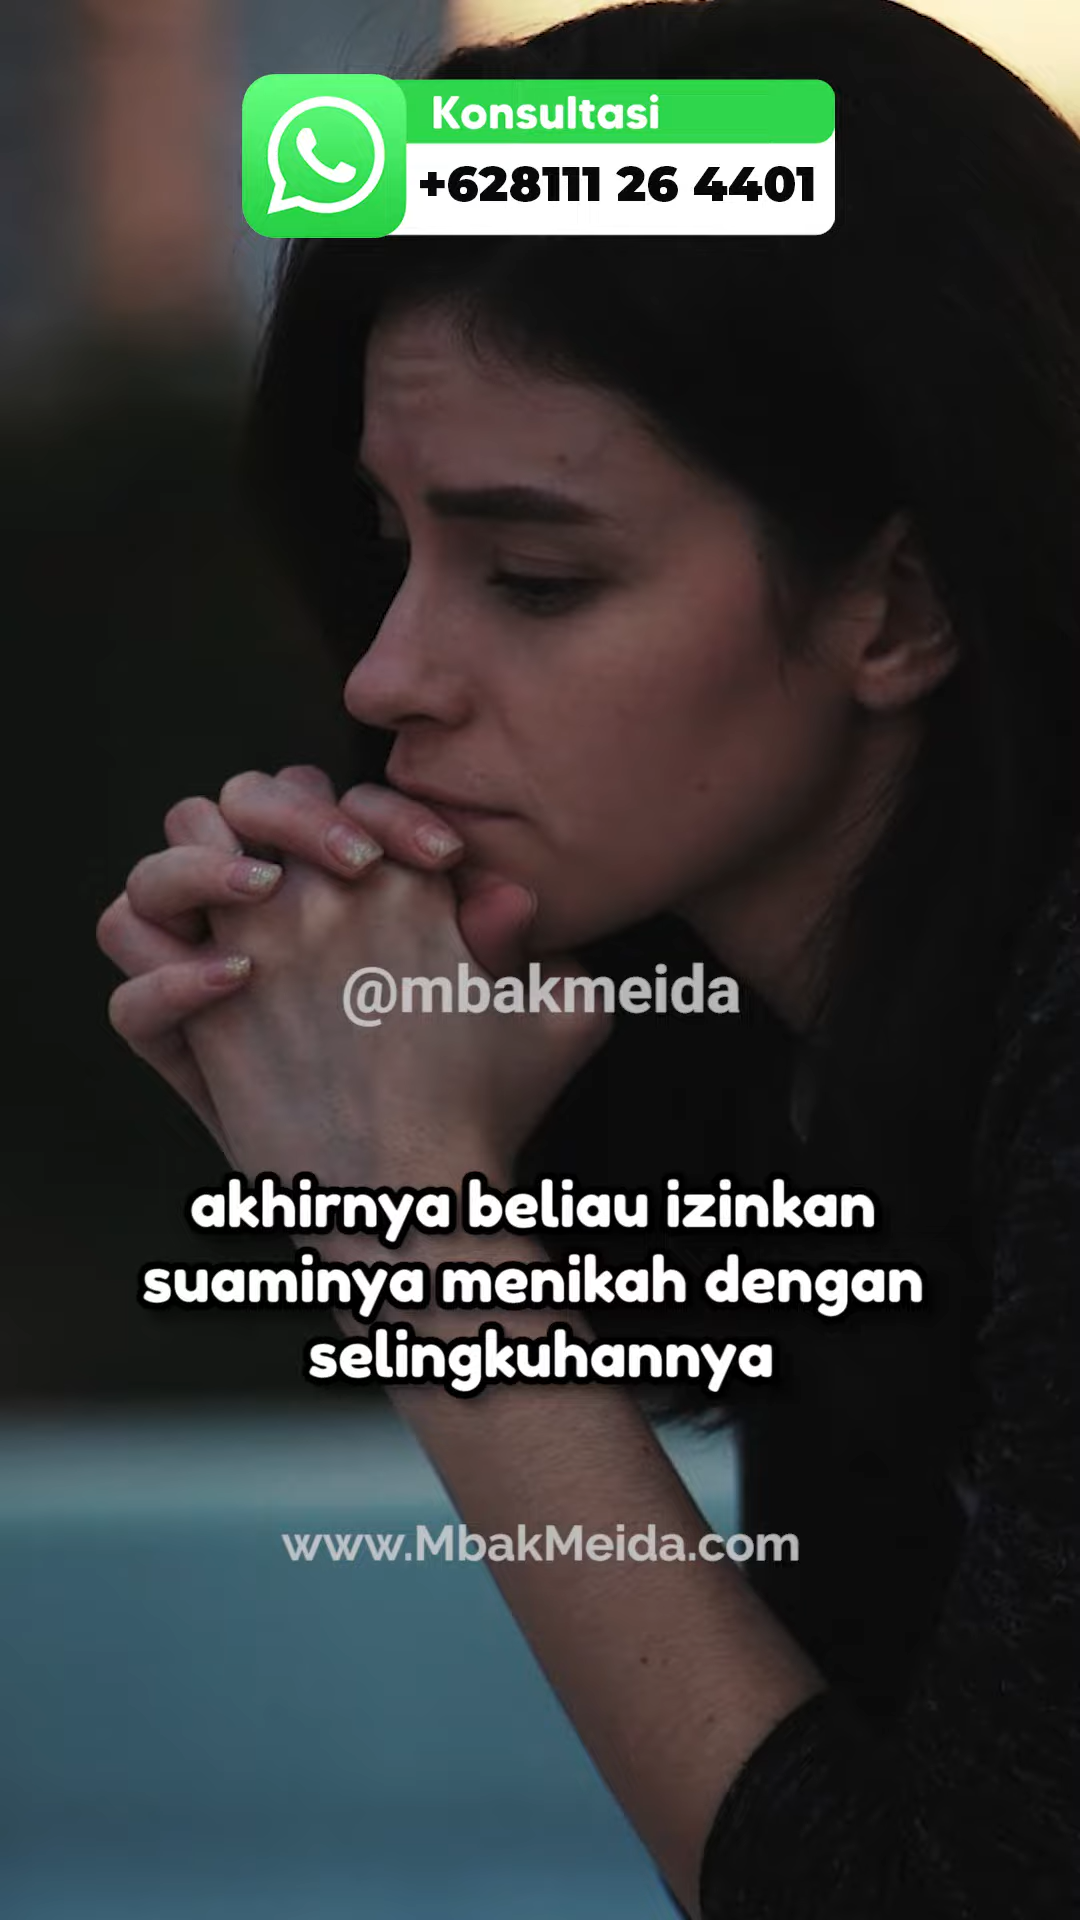 Konsultasi
+628111 26 4401
@mbakmeida
akhirnya beliau izinkan
suaminya menikah dengan
selingkuhannya
www.MbakMeida.com